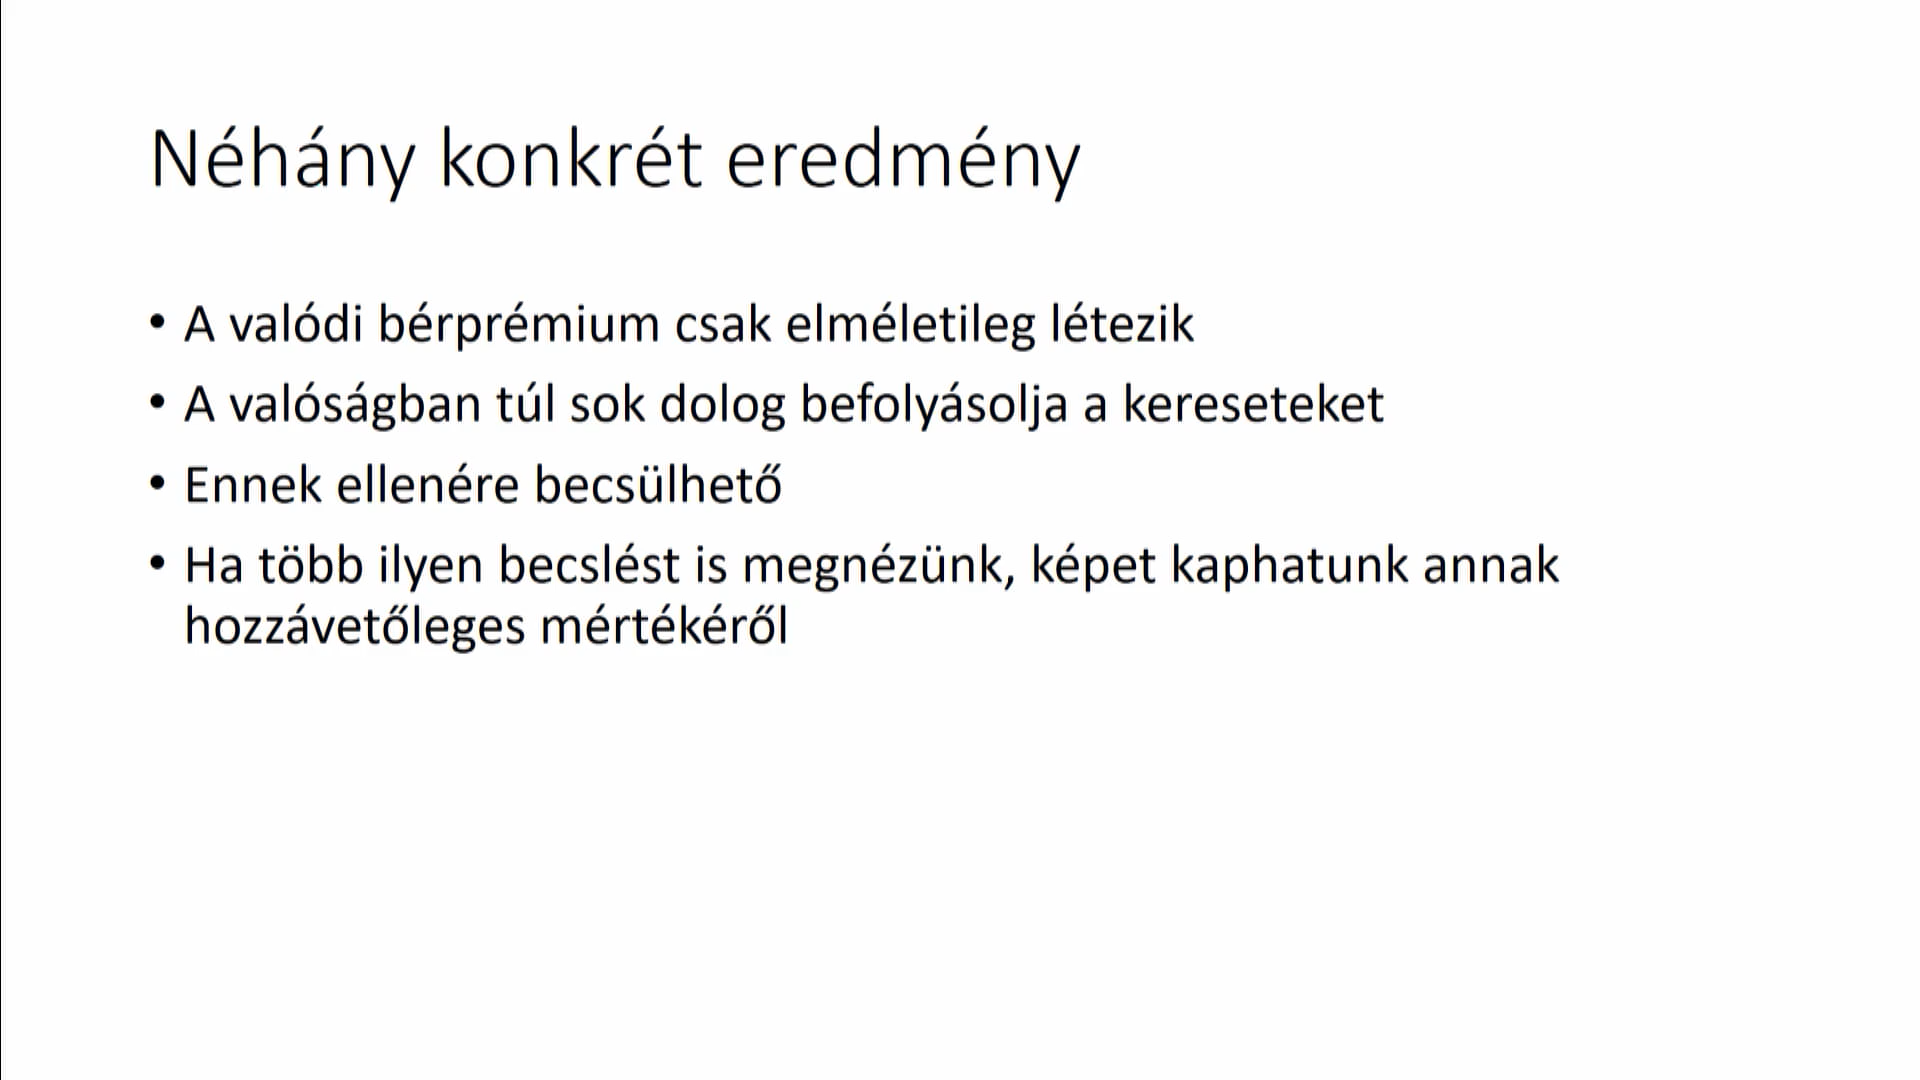 Néhány konkrét eredmény
• A valódi bérprémium csak elméletileg létezik
• A valóságban túl sok dolog befolyásolja a kereseteket
• Ennek ellenére becsülhető
• Ha több ilyen becslést is megnézünk, képet kaphatunk annak
hozzávetőleges mértékéről